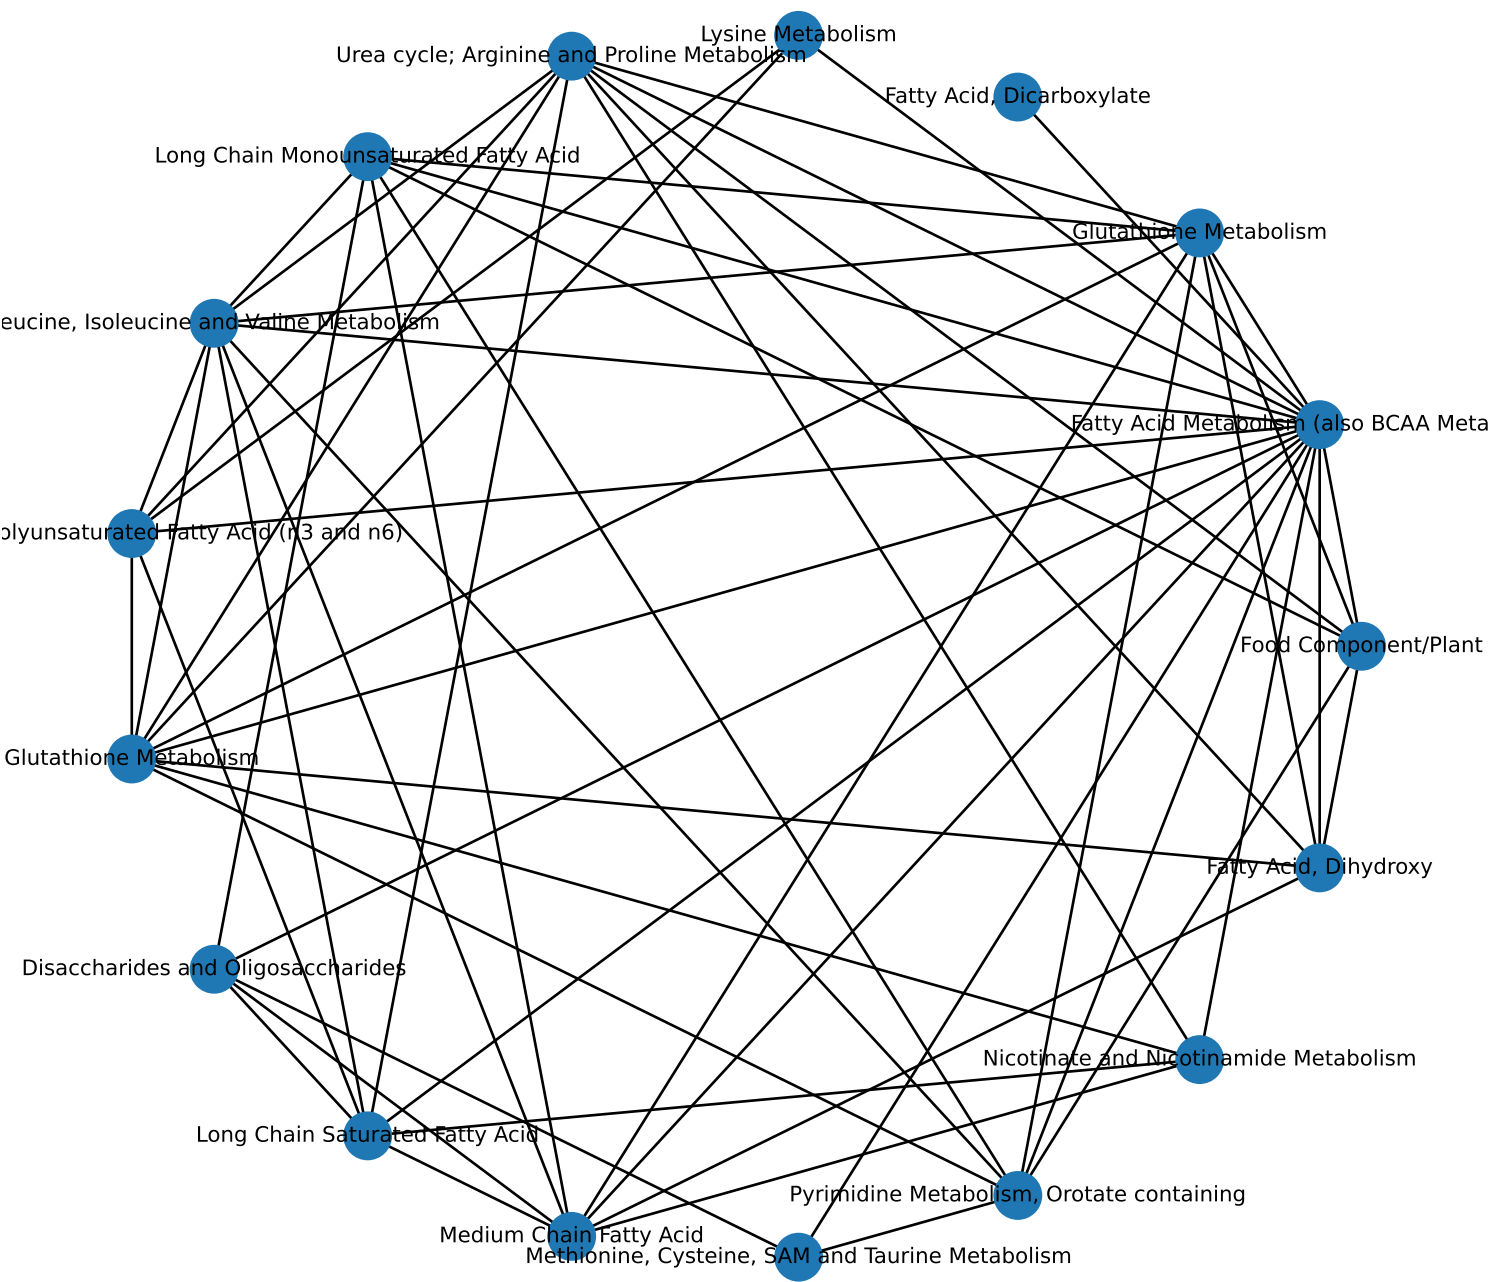 Lysine Metabolism
Urea cycle; Arginine and Proline Metabolism
Fatty Acid, Dicarboxylate
Long Chain Monounsaturated Fatty Acid
Glutathione Metabolism
eucine, Isoleucine and Valine Metabolism
Fatty Acid Metabolism (also BCAA Meta
olyunsaturated Fatty Acid (n3 and n6)
Food Component/Plant
Glutathione Metabolism
Fatty Acid, Dihydroxy
Disaccharides and Oligosaccharides
Nicotinate and Nicotinamide Metabolism
Long Chain Saturated Fatty Acid
Pyrimidine Metabolism, Orotate containing
Medium Chain Fatty Acid
Methionine, Cysteine, SAM and Taurine Metabolism